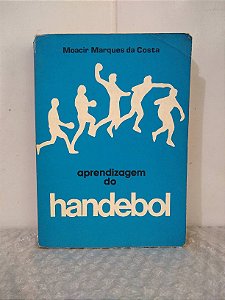 Moacir Marques da Costa
aprendizagem
do
handebol